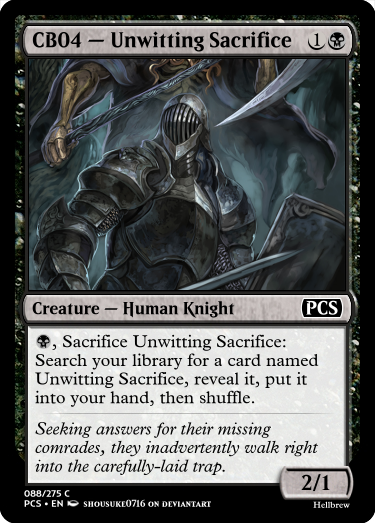 CB04 — Unwitting Sacrifice 1
Creature — Human Knight PCS
, Sacrifice Unwitting Sacrifice:
Search your library for a card named
Unwitting Sacrifice, reveal it, put it
into your hand, then shuffle.
Seeking answers for their missing
comrades, they inadvertently walk right
into the carefully-laid trap.
2/1
088/275 C
PCS • EN SHOUSUKE0716 ON DEVIANTART
Hellbrew